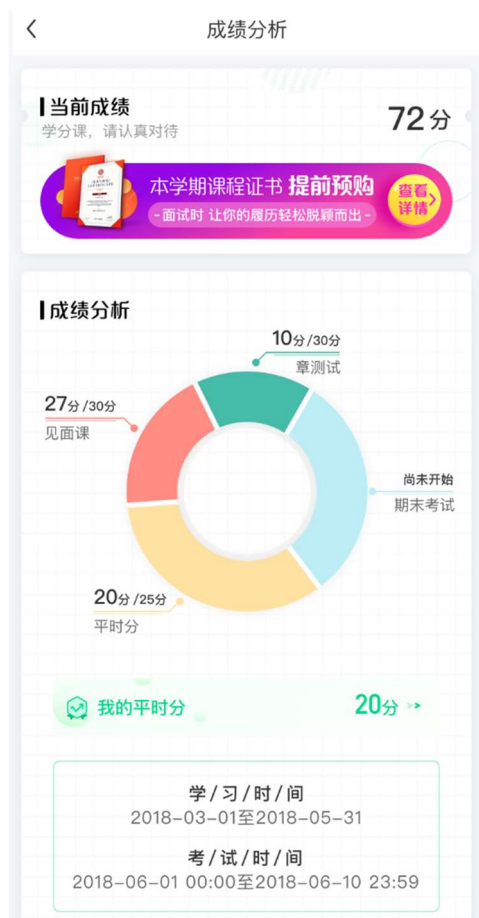 成绩分析
当前成绩
72分
学分课，请认真对待
本学期课程证书 提前预购
-面试时 让你的履历轻松脱颖而出-
查看
详情
成绩分析
10分/30分
章测试
27分/30分
见面课
尚未开始
期末考试
20分/25分
平时分
我的平时分
20分
学/习/时/间
2018-03-01至2018-05-31
考/试/时/间
2018-06-01 00:00至2018-06-10 23:59